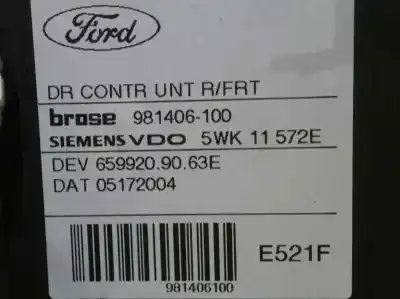 Ford
DR CONTR UNT R/FRT
brose 981406-100
SIEMENS VDO 5WK 11 572E
DEV 659920.90.63E
DAT 05172004
E521F
981406100